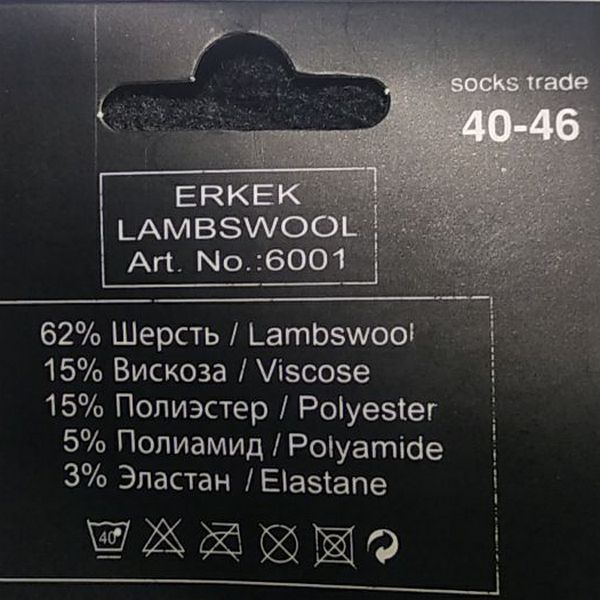 socks trade
40-46
ERKEK
LAMBSWOOL
Art. No.:6001
62% Шерсть / Lambswool
15% Вискоза / Viscose
15% Полиэстер / Polyester
5% Полиамид / Polyamide
3% Эластан / Elastane
40°